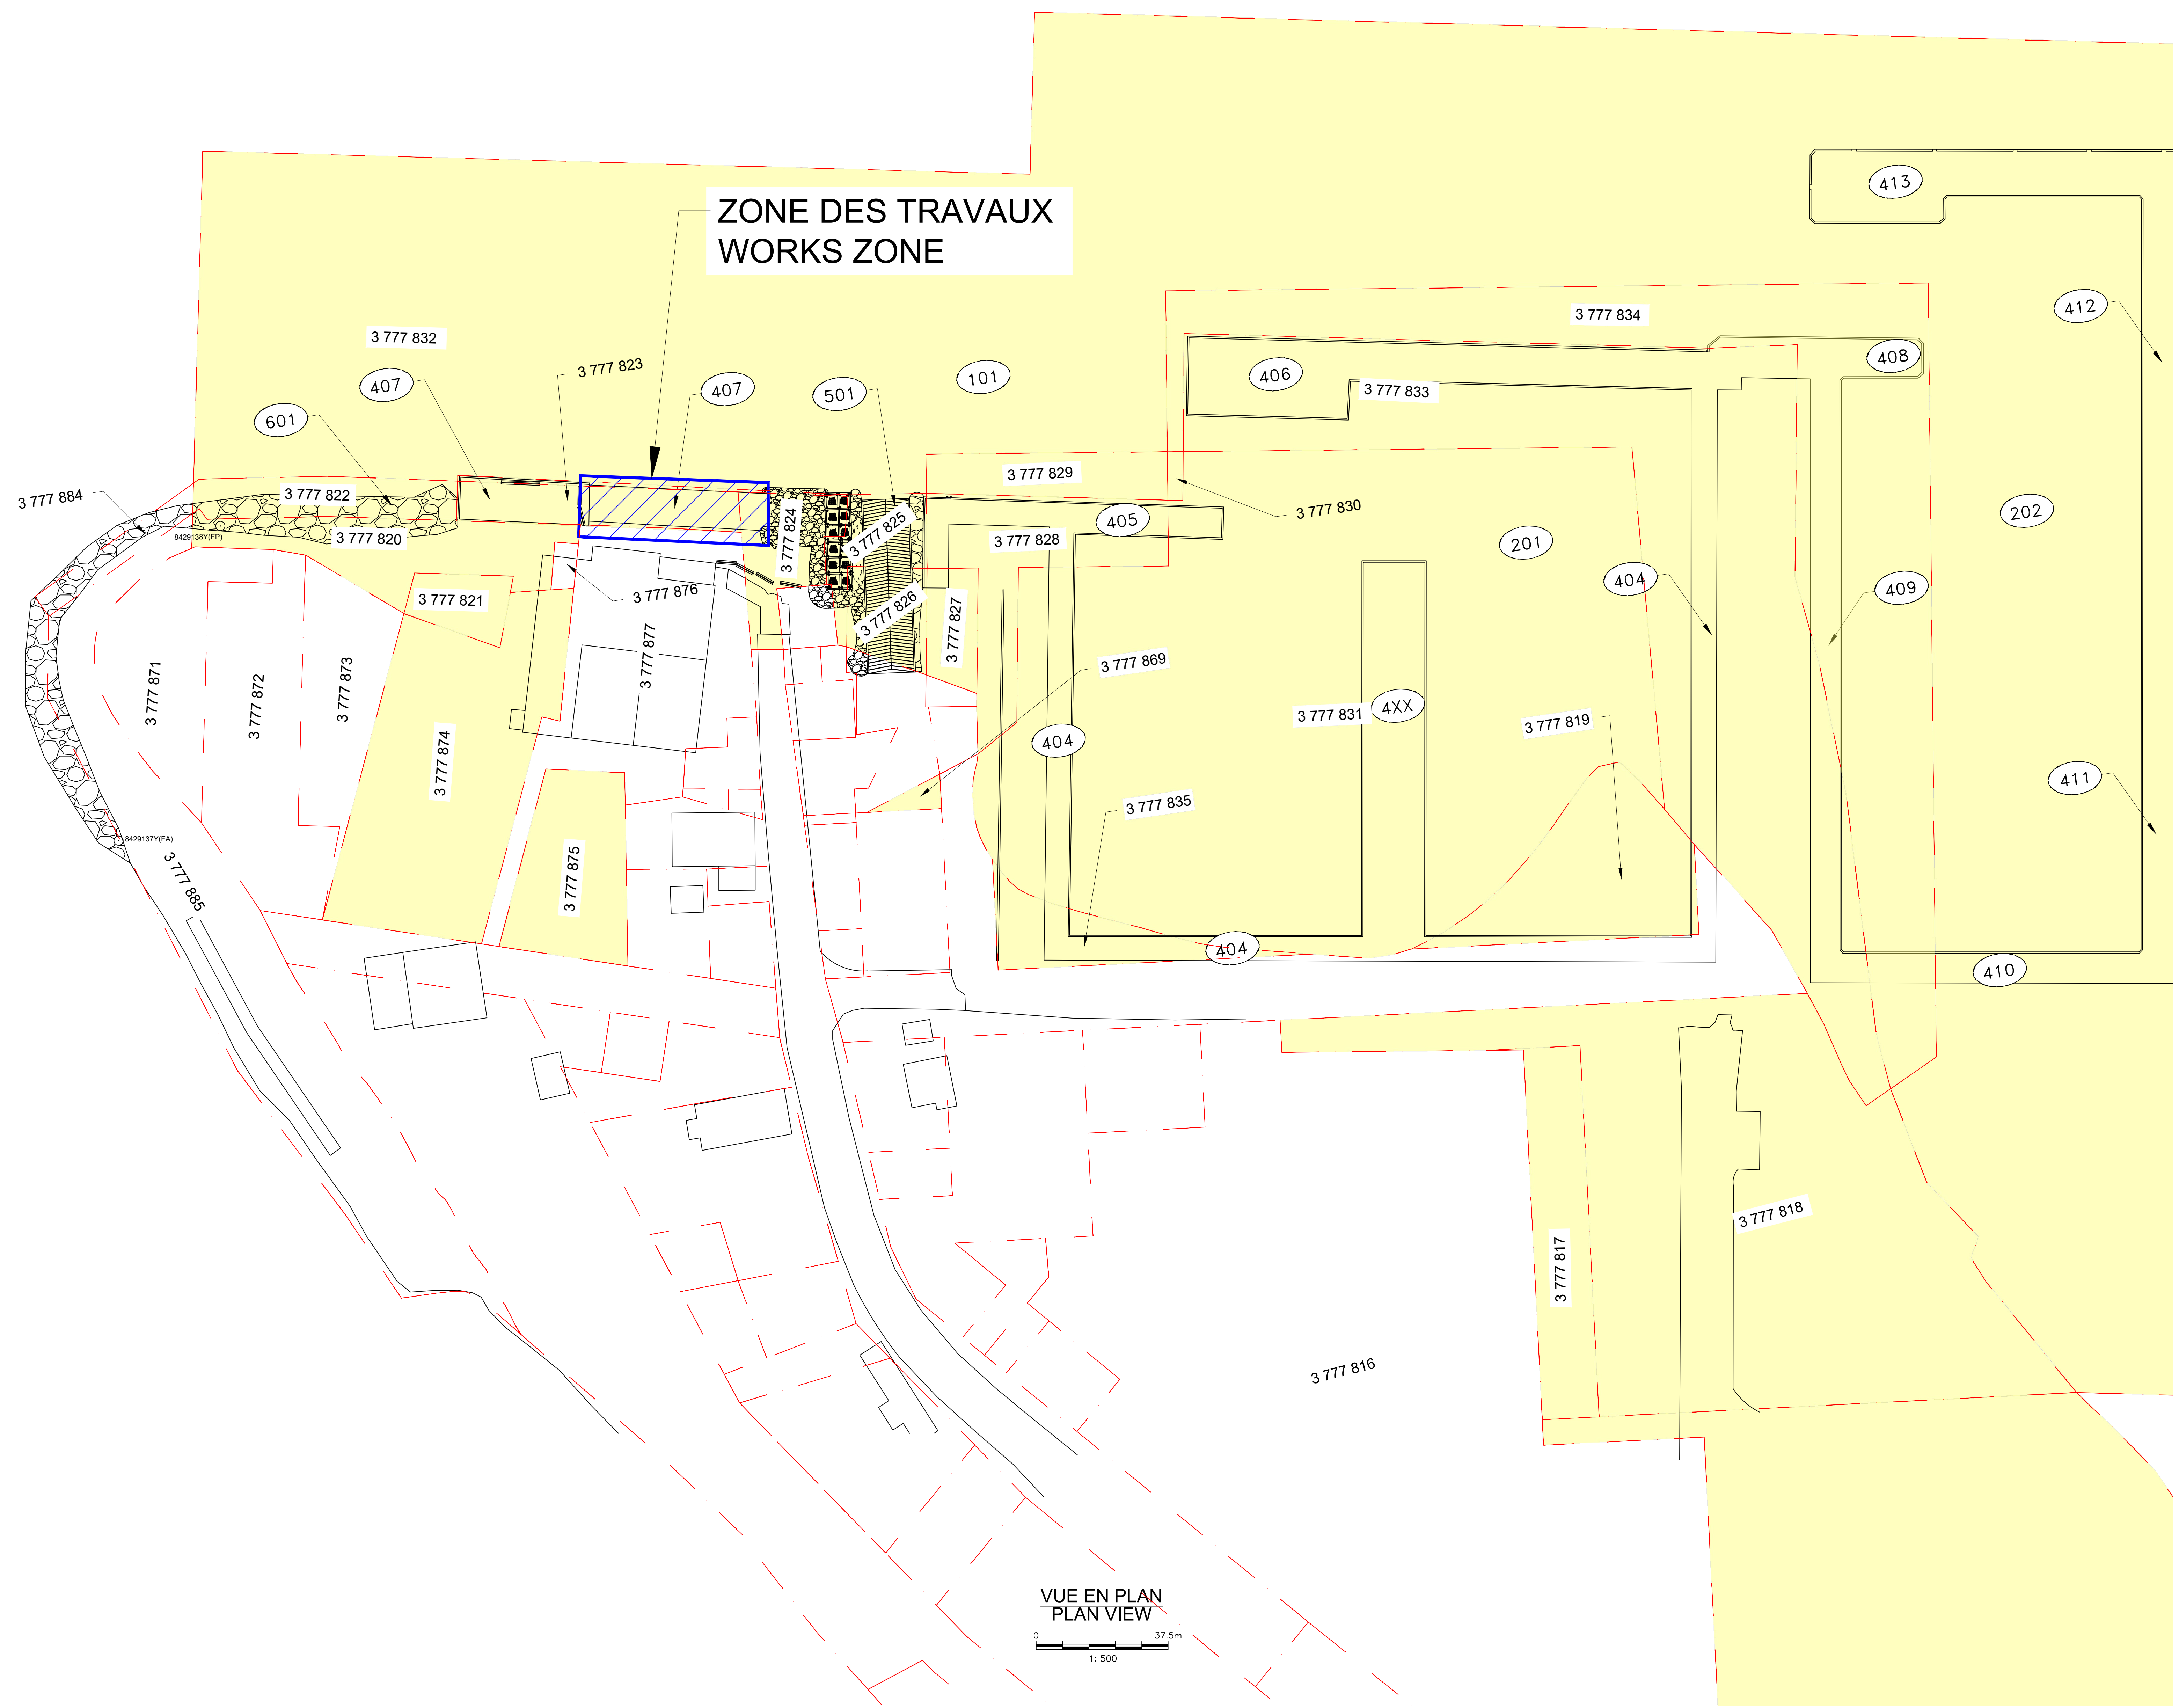 ZONE DES TRAVAUX
WORKS ZONE
413
412
3 777 834
3 777 832
408
3 777 823
101
406
407
407
501
3 777 833
601
3 777 829
3 777 884
3 777 822
3 777 830
202
405
3 777 824
3 777 825
8429138Y(FP)
3 777 820
3 777 828
201
404
409
3 777 876
3 777 821
3 777 826
3 777 827
3 777 877
3 777 869
3 777 871
3 777 872
3 777 873
4XX
3 777 831
3 777 819
404
3 777 874
411
3 777 835
8429137Y(FA)
3 777 885
3 777 875
404
410
3 777 818
3 777 817
3 777 816
VUE EN PLAN
PLAN VIEW
0 37.5m
1: 500